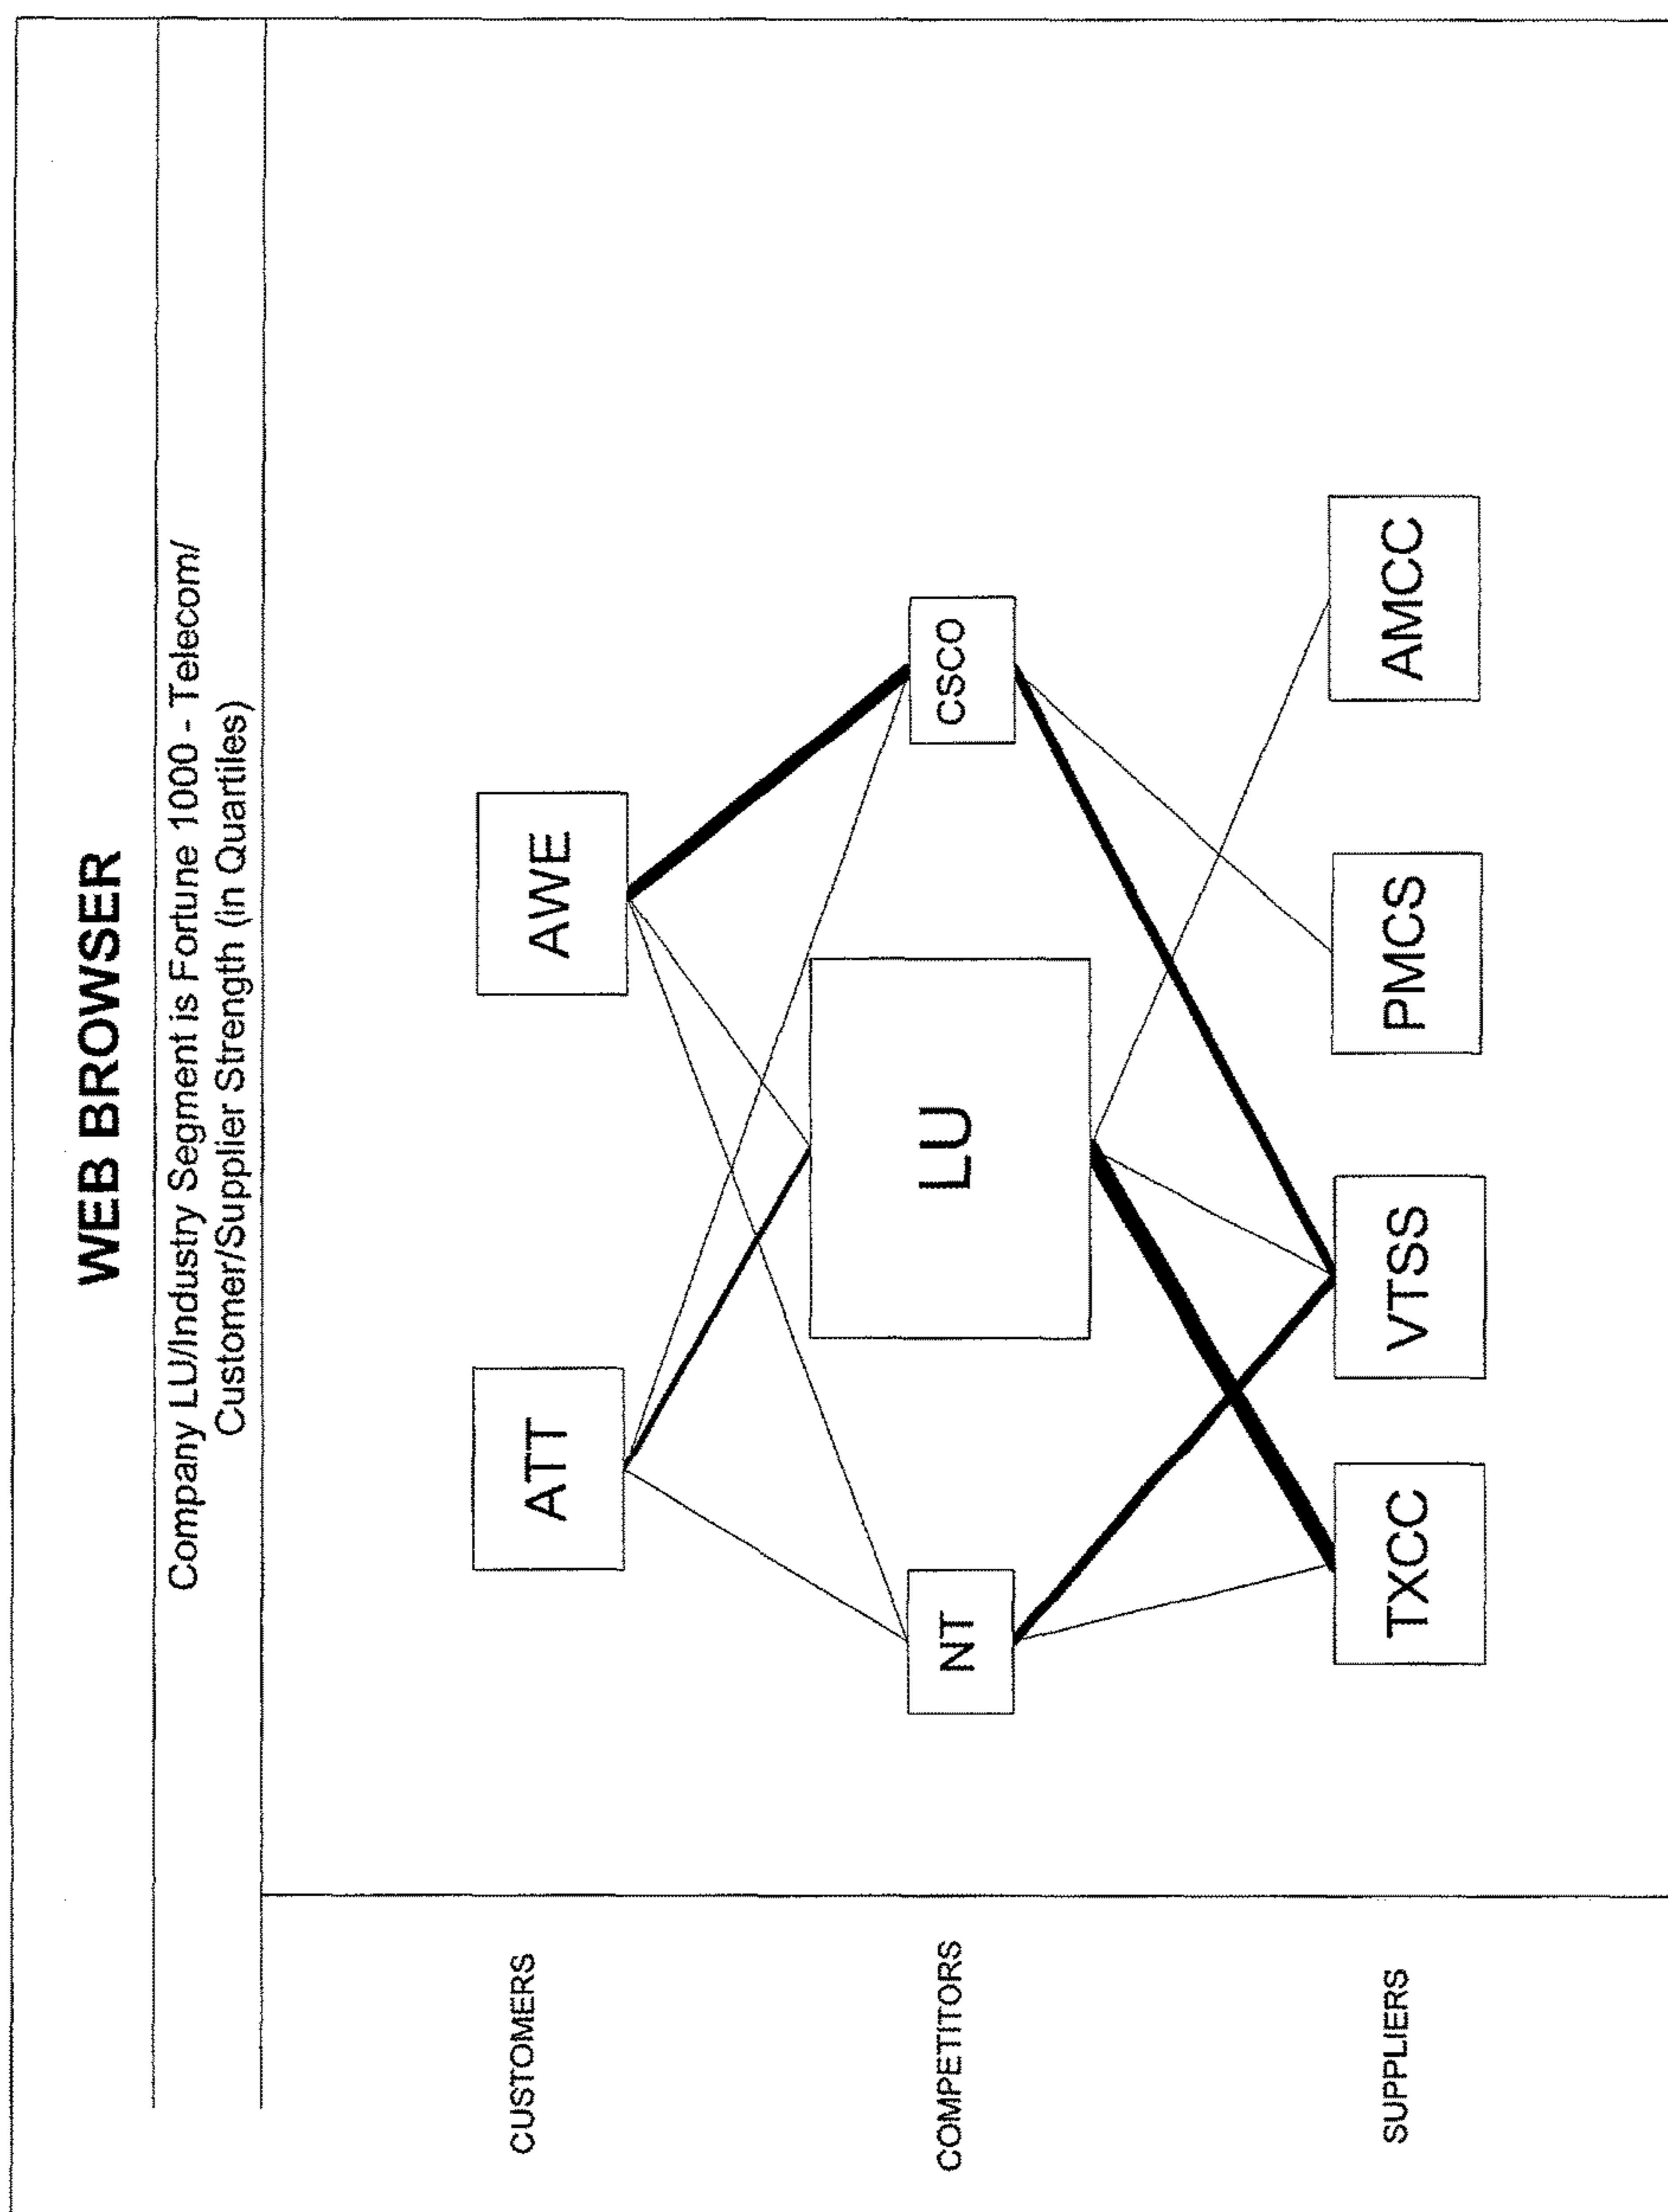 WEB BROWSER
Company LU/Industry Segment is Fortune 1000 - Telecom/
Customer/Supplier Strength (in Quartiles)
CUSTOMERS
ATT
AWE
COMPETITORS
NT
LU
CSCO
SUPPLIERS
TXCC
VTSS
PMCS
AMCC